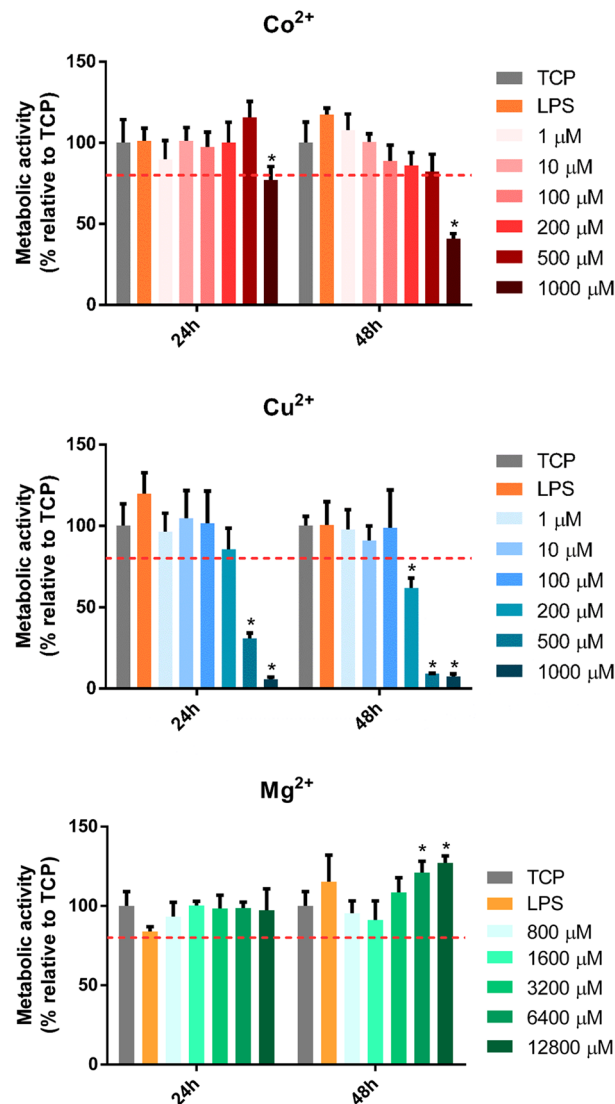 Co²⁺
Metabolic activity
(% relative to TCP)
150
100
50
0
*
*
24h
48h
TCP
LPS
1 μM
10 μM
100 μM
200 μM
500 μM
1000 μM
Cu²⁺
Metabolic activity
(% relative to TCP)
150
100
50
0
*
*
*
*
*
24h
48h
TCP
LPS
1 μM
10 μM
100 μM
200 μM
500 μM
1000 μM
Mg²⁺
Metabolic activity
(% relative to TCP)
150
100
50
0
*
*
24h
48h
TCP
LPS
800 μM
1600 μM
3200 μM
6400 μM
12800 μM